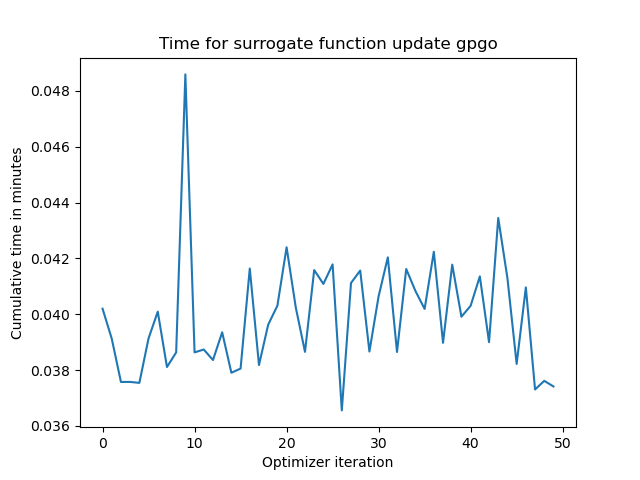 Time for surrogate function update gpgo
Cumulative time in minutes
0.048
0.046
0.044
0.042
0.040
0.038
0.036
0 10 20 30 40 50
Optimizer iteration